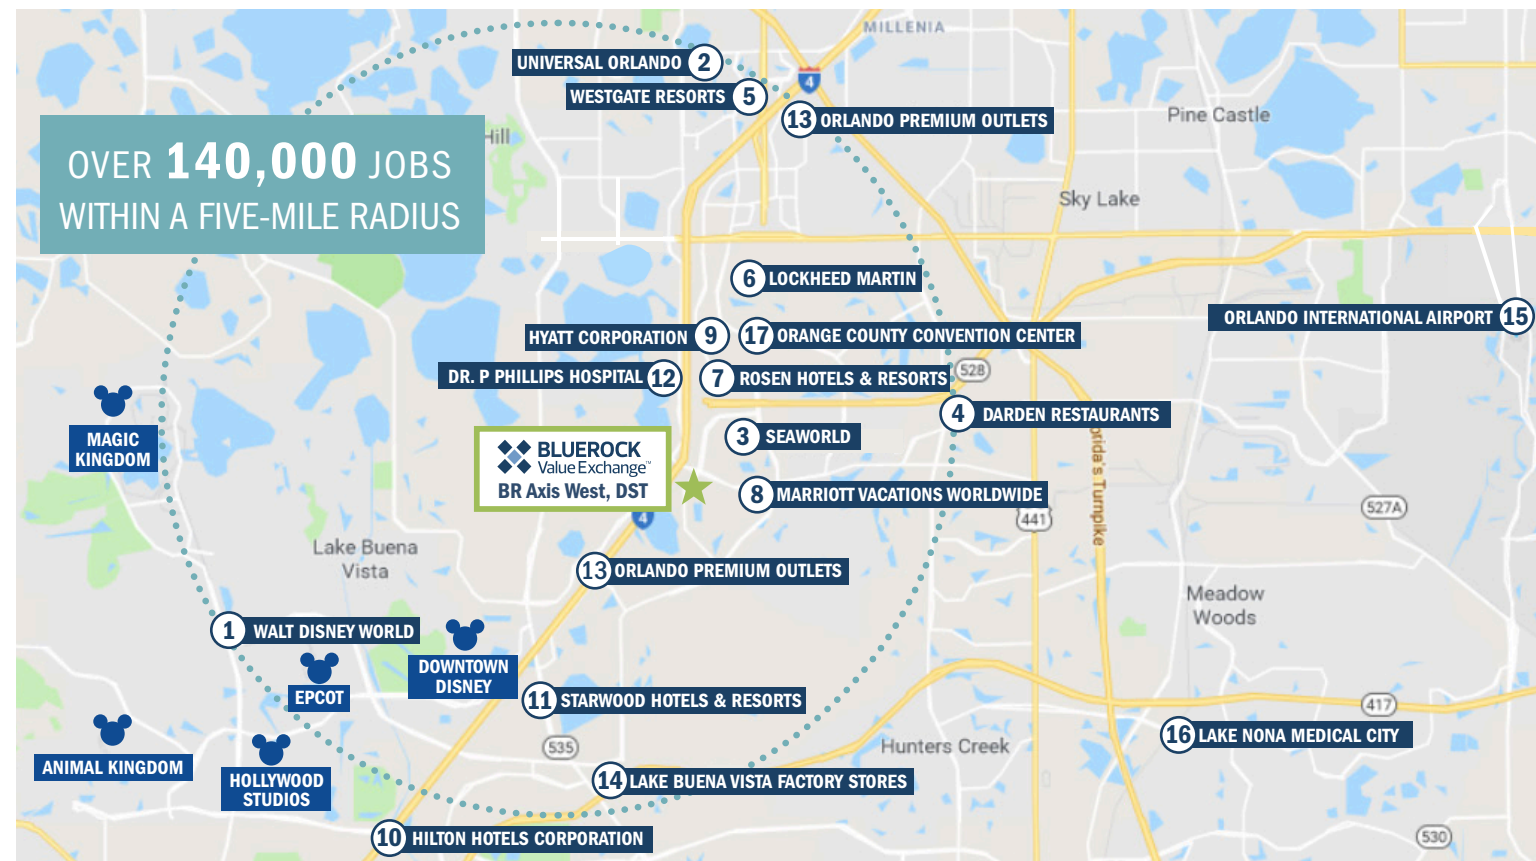 MILLENIA
UNIVERSAL ORLANDO 2
4
WESTGATE RESORTS 5
13 ORLANDO PREMIUM OUTLETS
Pine Castle
Hill
OVER 140,000 JOBS
WITHIN A FIVE-MILE RADIUS
Sky Lake
6 LOCKHEED MARTIN
ORLANDO INTERNATIONAL AIRPORT 15
HYATT CORPORATION 9
17 ORANGE COUNTY CONVENTION CENTER
DR. P PHILLIPS HOSPITAL 12
7 ROSEN HOTELS & RESORTS
528
4 DARDEN RESTAURANTS
MAGIC
KINGDOM
3 SEAWORLD
BLUEROCK
Value Exchange™
BR Axis West, DST
8 MARRIOTT VACATIONS WORLDWIDE
orida's Turnpike
527A
4
441
Lake Buena
Vista
13 ORLANDO PREMIUM OUTLETS
Meadow
Woods
1 WALT DISNEY WORLD
DOWNTOWN
DISNEY
EPCOT
11 STARWOOD HOTELS & RESORTS
417
16 LAKE NONA MEDICAL CITY
535
Hunters Creek
ANIMAL KINGDOM
HOLLYWOOD
STUDIOS
14 LAKE BUENA VISTA FACTORY STORES
10 HILTON HOTELS CORPORATION
530